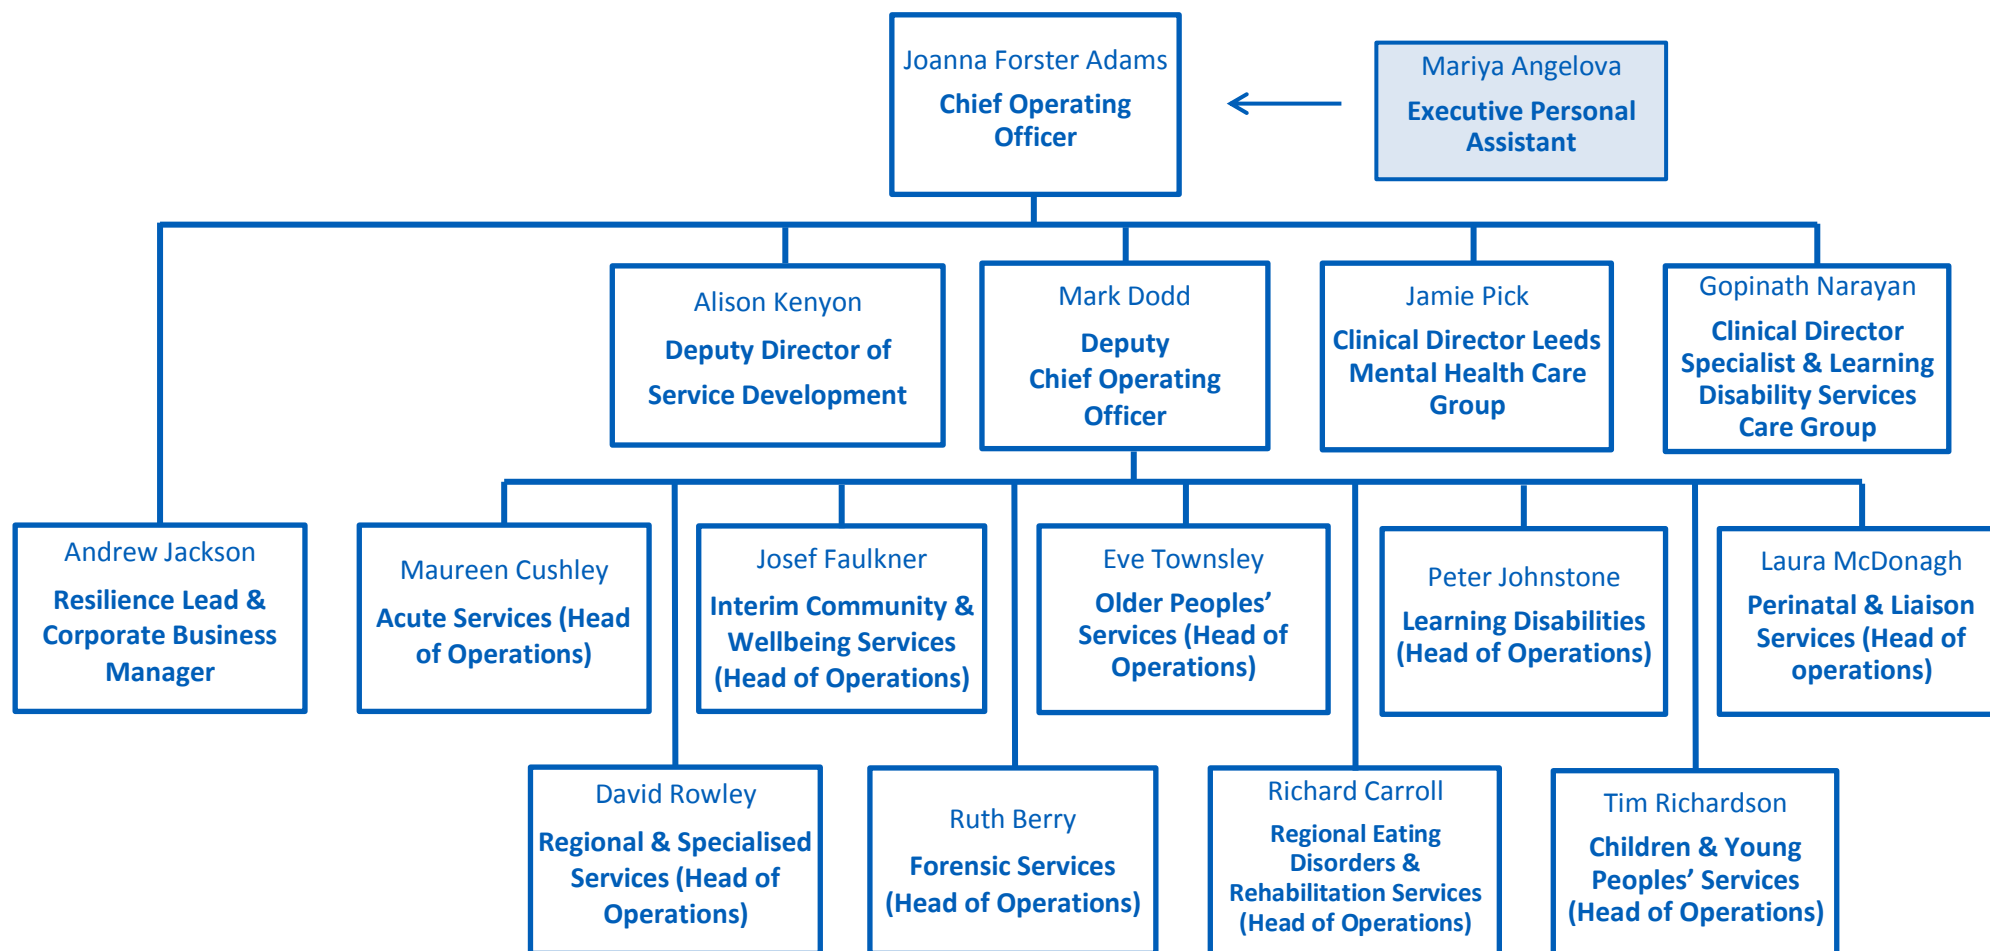 Joanna Forster Adams
Chief Operating
Officer
Mariya Angelova
Executive Personal
Assistant
Alison Kenyon
Deputy Director of
Service Development
Mark Dodd
Deputy
Chief Operating
Officer
Jamie Pick
Clinical Director Leeds
Mental Health Care
Group
Gopinath Narayan
Clinical Director
Specialist & Learning
Disability Services
Care Group
Andrew Jackson
Resilience Lead &
Corporate Business
Manager
Maureen Cushley
Acute Services (Head
of Operations)
Josef Faulkner
Interim Community &
Wellbeing Services
(Head of Operations)
Eve Townsley
Older Peoples’
Services (Head of
Operations)
Peter Johnstone
Learning Disabilities
(Head of Operations)
Laura McDonagh
Perinatal & Liaison
Services (Head of
operations)
David Rowley
Regional & Specialised
Services (Head of
Operations)
Ruth Berry
Forensic Services
(Head of Operations)
Richard Carroll
Regional Eating
Disorders &
Rehabilitation Services
(Head of Operations)
Tim Richardson
Children & Young
Peoples’ Services
(Head of Operations)